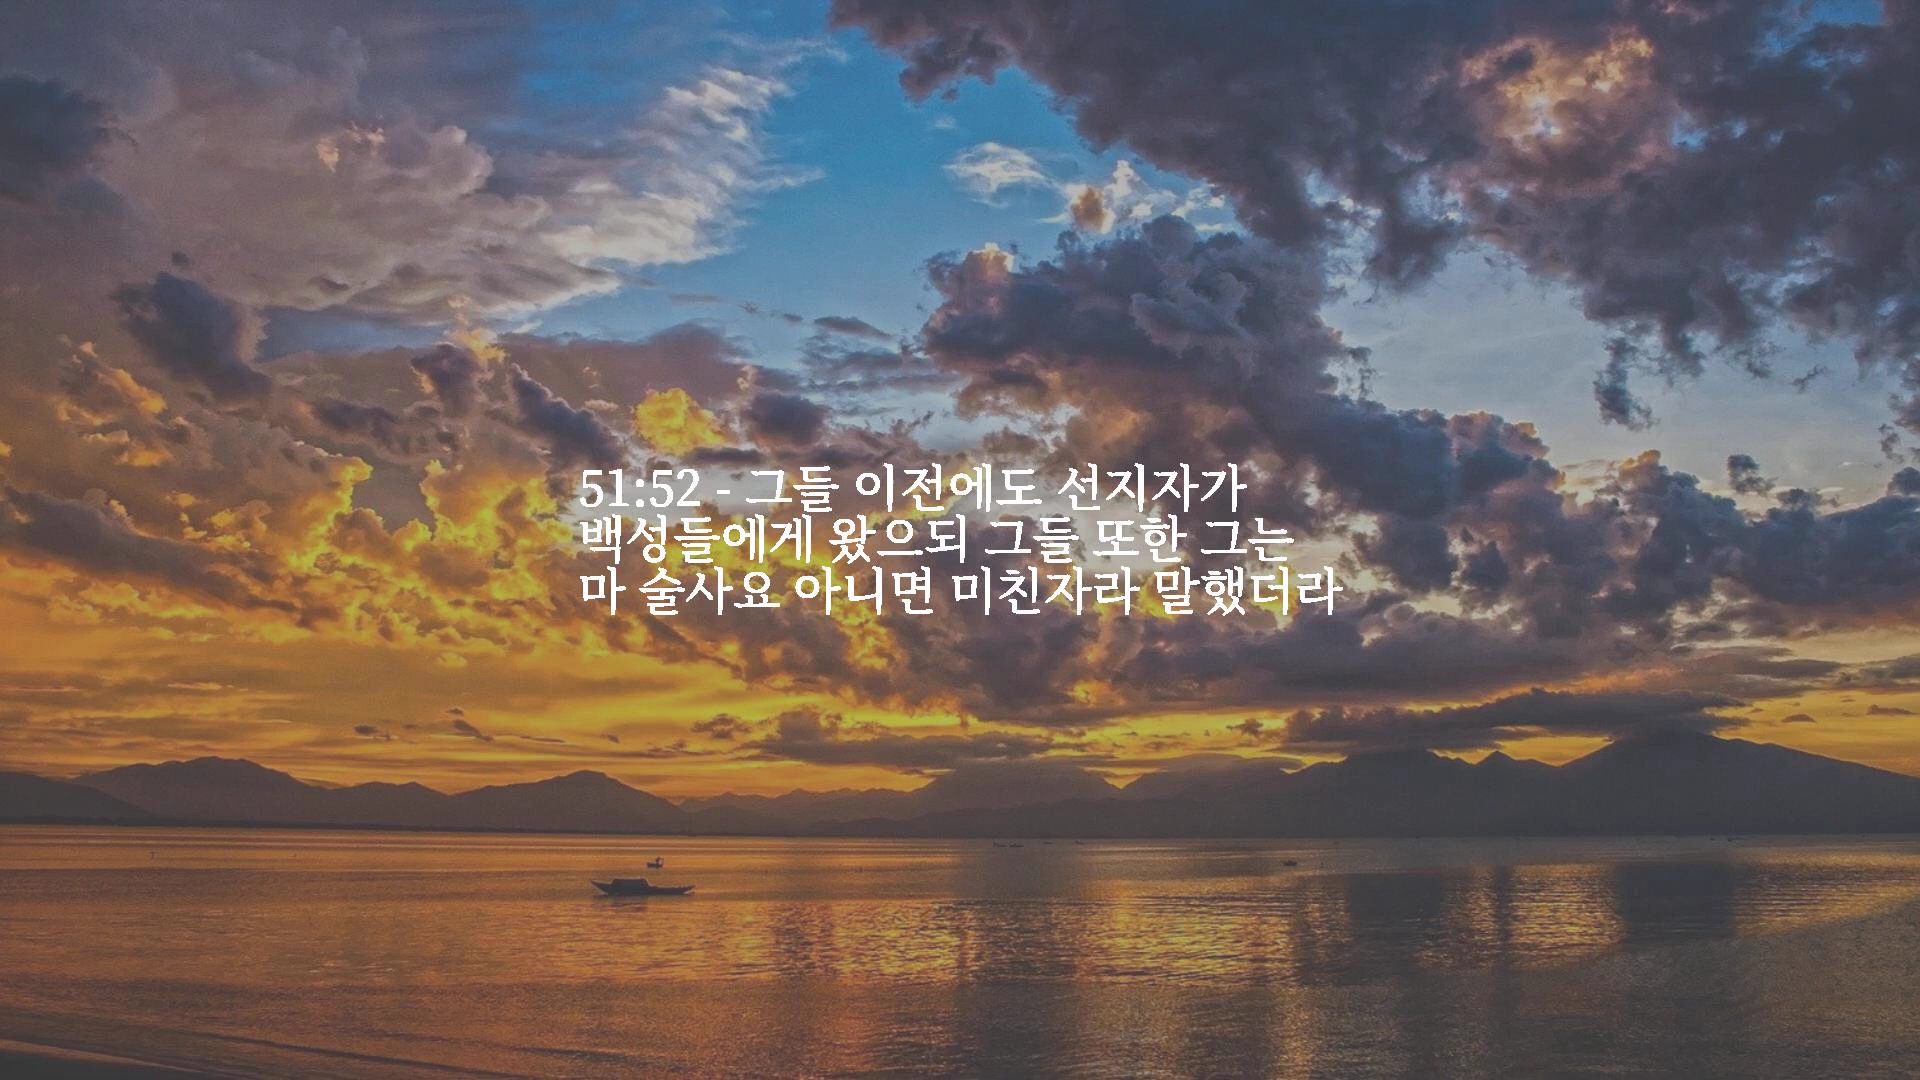 51:52 - 그들 이전에도 선지자가
백성들에게 왔으되 그들 또한 그는
마 술사요 아니면 미친자라 말했더라